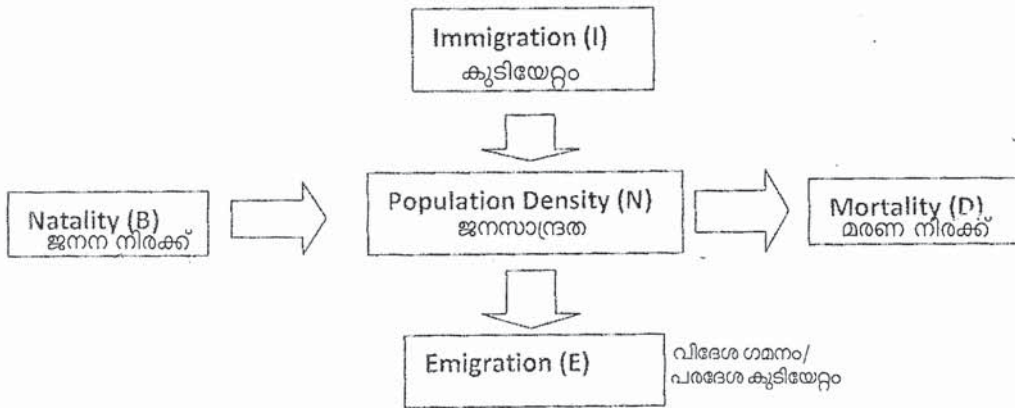 Immigration (I)
കുടിയേറ്റം
Natality (B)
ജനന നിരക്ക്
Population Density (N)
ജനസാന്ദ്രത
Mortality (D)
മരണ നിരക്ക്
Emigration (E)
വിദേശ ഗമനം/
പരദേശ കുടിയേറ്റം